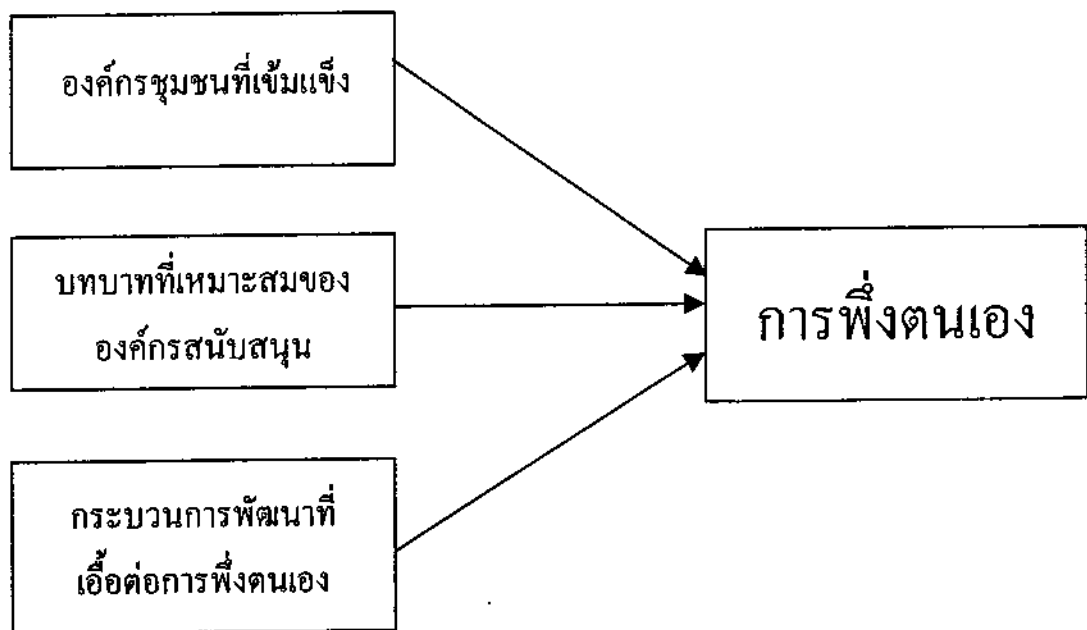 องค์กรชุมชนที่เข้มแข็ง
บทบาทที่เหมาะสมของ
องค์กรสนับสนุน
การพึ่งตนเอง
กระบวนการพัฒนาที่
เอื้อต่อการพึ่งตนเอง